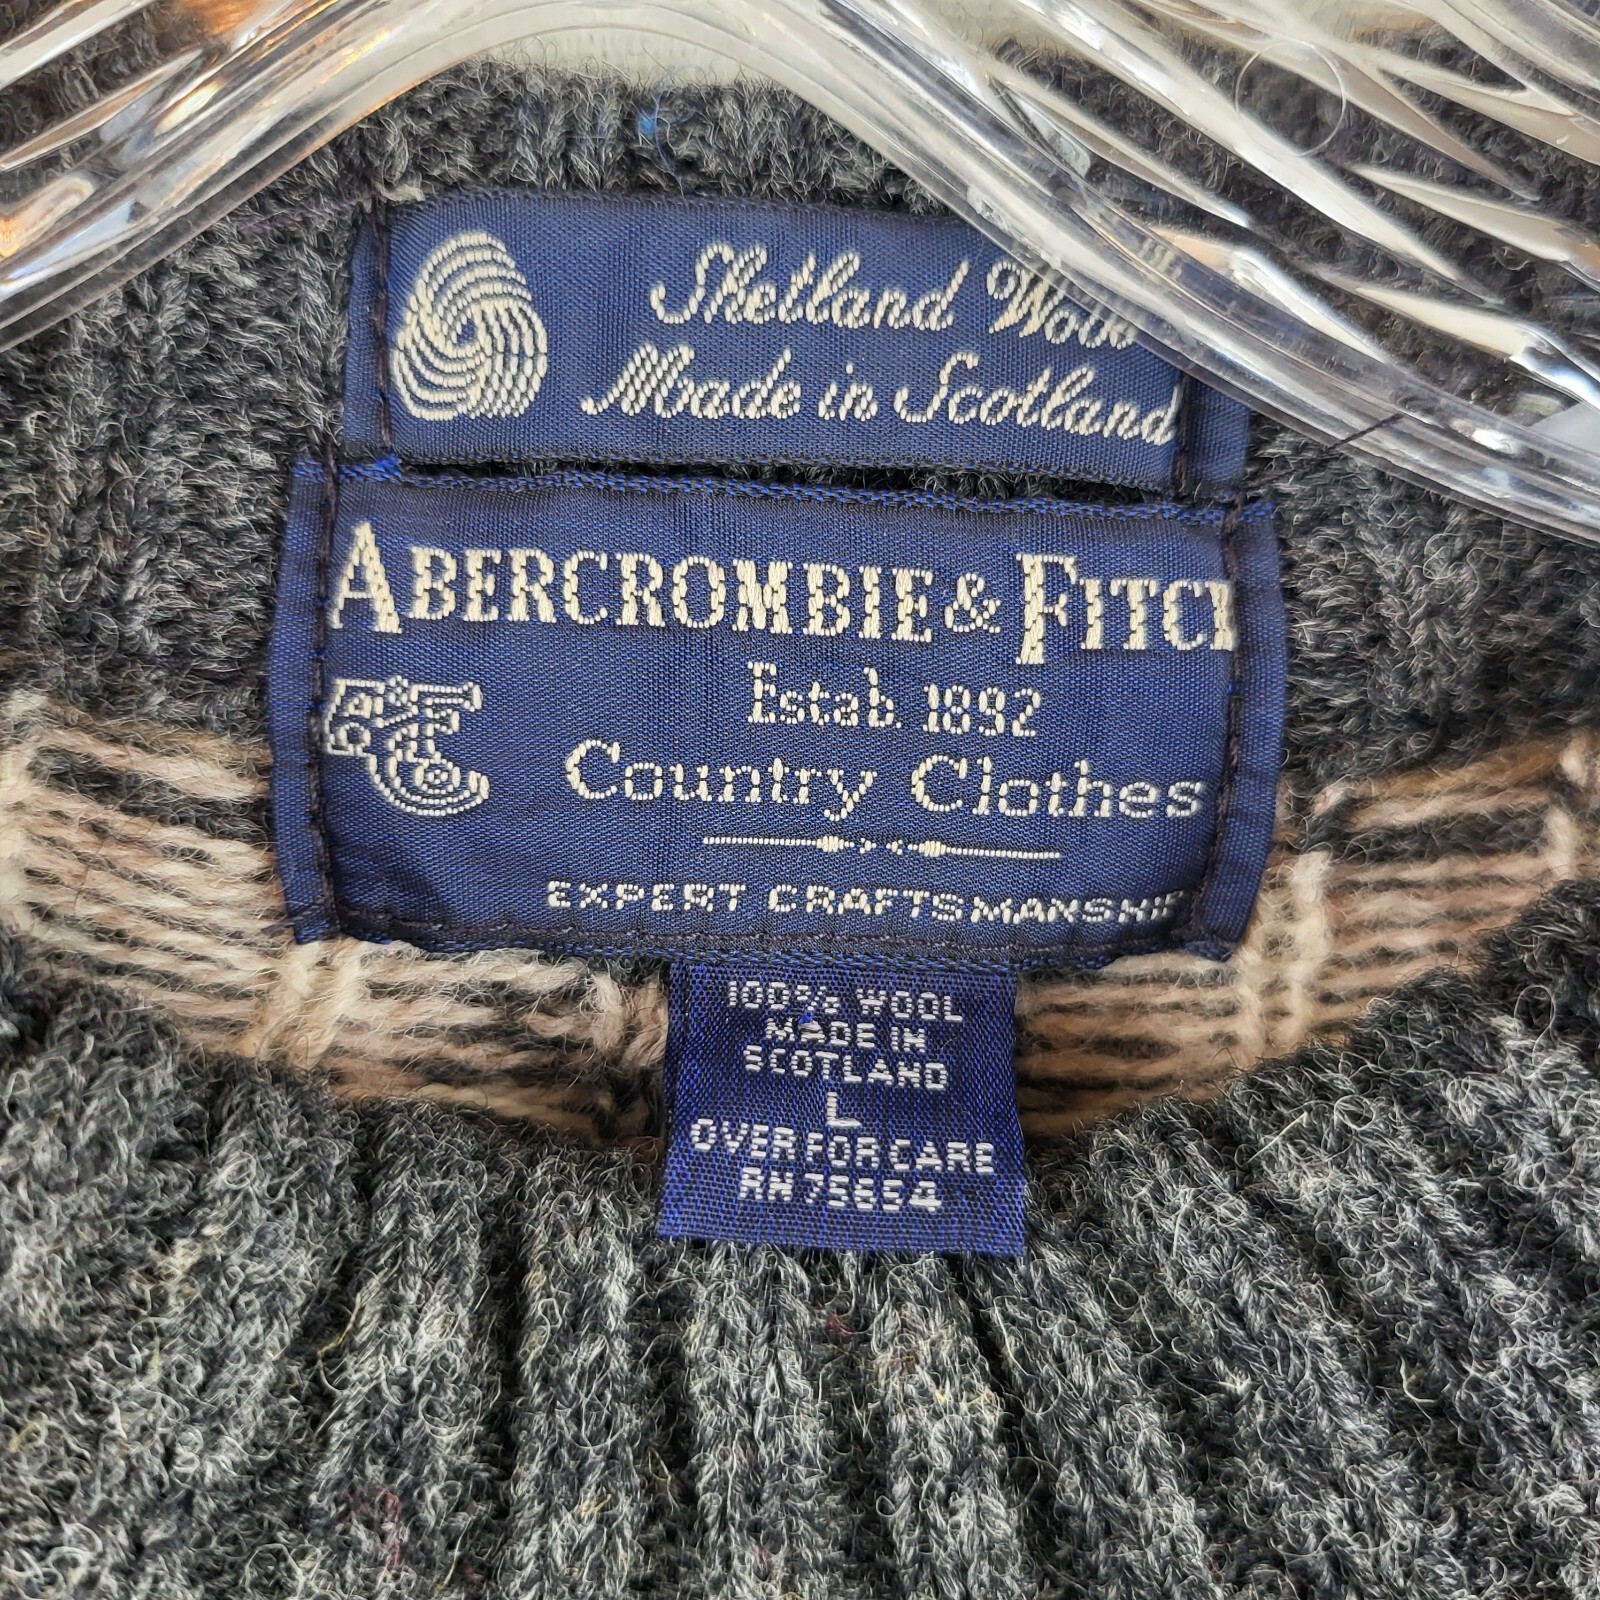 Shetland Wool
Made in Scotland
ABERCROMBIE & FITCH
Estab. 1892
Country Clothes
EXPERT CRAFTSMANSHIP
100% WOOL
MADE IN
SCOTLAND
L
OVER FOR CARE
RN 75654